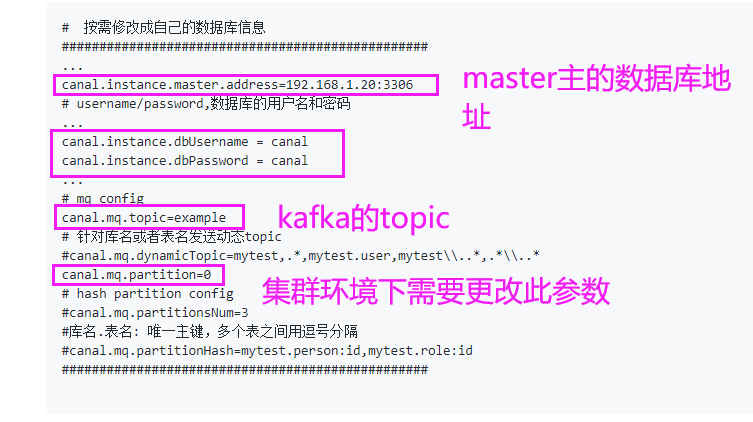 #  按需修改成自己的数据库信息
#################################################
...
canal.instance.master.address=192.168.1.20:3306
master主的数据库地址
# username/password,数据库的用户名和密码
...
canal.instance.dbUsername = canal
canal.instance.dbPassword = canal
...
# mq config
canal.mq.topic=example
kafka的topic
# 针对库名或者表名发送动态topic
#canal.mq.dynamicTopic=mytest,.*,mytest.user,mytest\\..*,.*\\..*
canal.mq.partition=0
集群环境下需要更改此参数
# hash partition config
#canal.mq.partitionsNum=3
#库名.表名: 唯一主键，多个表之间用逗号分隔
#canal.mq.partitionHash=mytest.person:id,mytest.role:id
#################################################